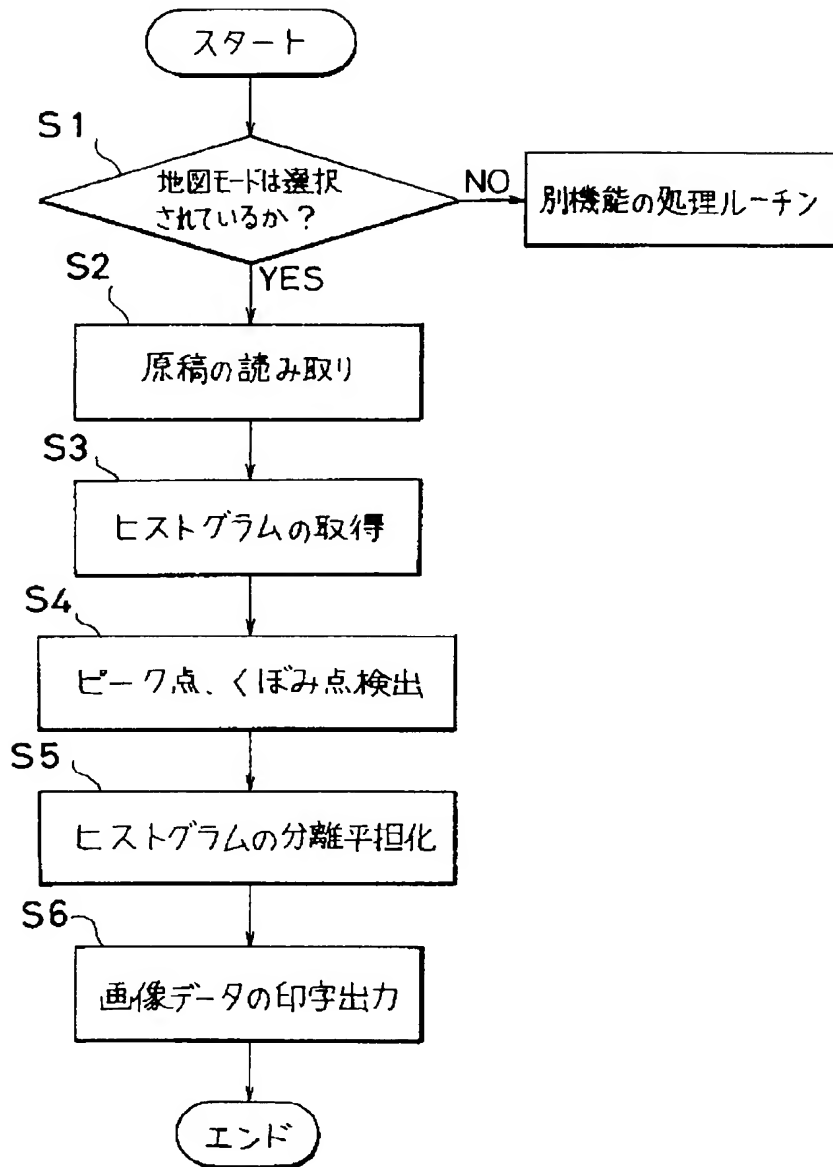 スタート
S1
地図モードは選択
されているか？
NO
別機能の処理ルーチン
YES
S2
原稿の読み取り
S3
ヒストグラムの取得
S4
ピーク点、くぼみ点検出
S5
ヒストグラムの分離平担化
S6
画像データの印字出力
エンド